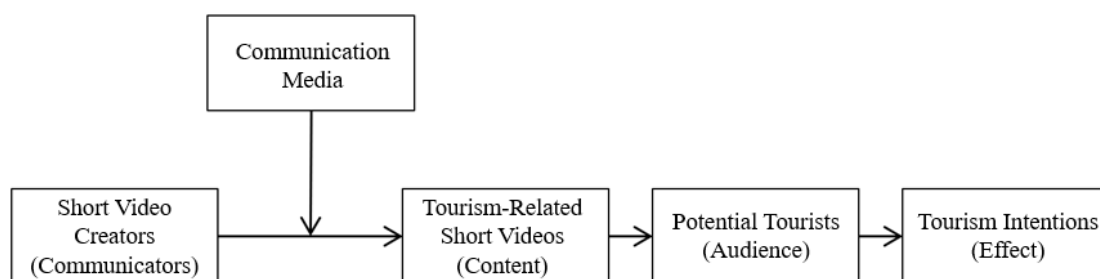 Communication
Media
Short Video
Creators
(Communicators)
Tourism-Related
Short Videos
(Content)
Potential Tourists
(Audience)
Tourism Intentions
(Effect)